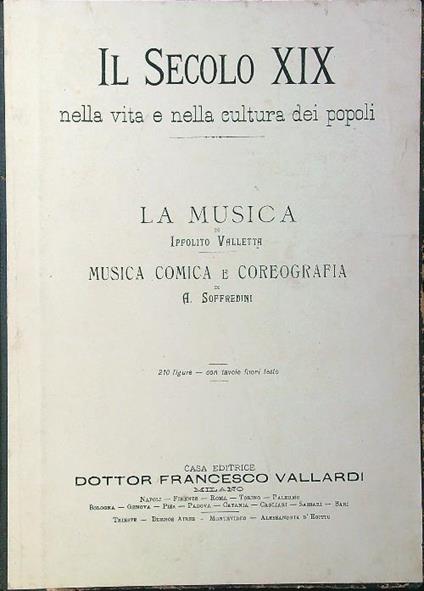 IL SECOLO XIX
nella vita e nella cultura dei popoli
LA MUSICA
DI
IPPOLITO VALLETTA
MUSICA COMICA E COREOGRAFIA
DI
A. SOFFREDINI
210 figure — con tavole fuori testo
CASA EDITRICE
DOTTOR FRANCESCO VALLARDI
MILANO
NAPOLI — FIRENZE — ROMA — TORINO — PALERMO
BOLOGNA — GENOVA — PISA — PADOVA — CATANIA — CAGLIARI — SASSARI — BARI
TRIESTE — BUENOS AIRES — MONTEVIDEO — ALESSANDRIA D'EGITTO